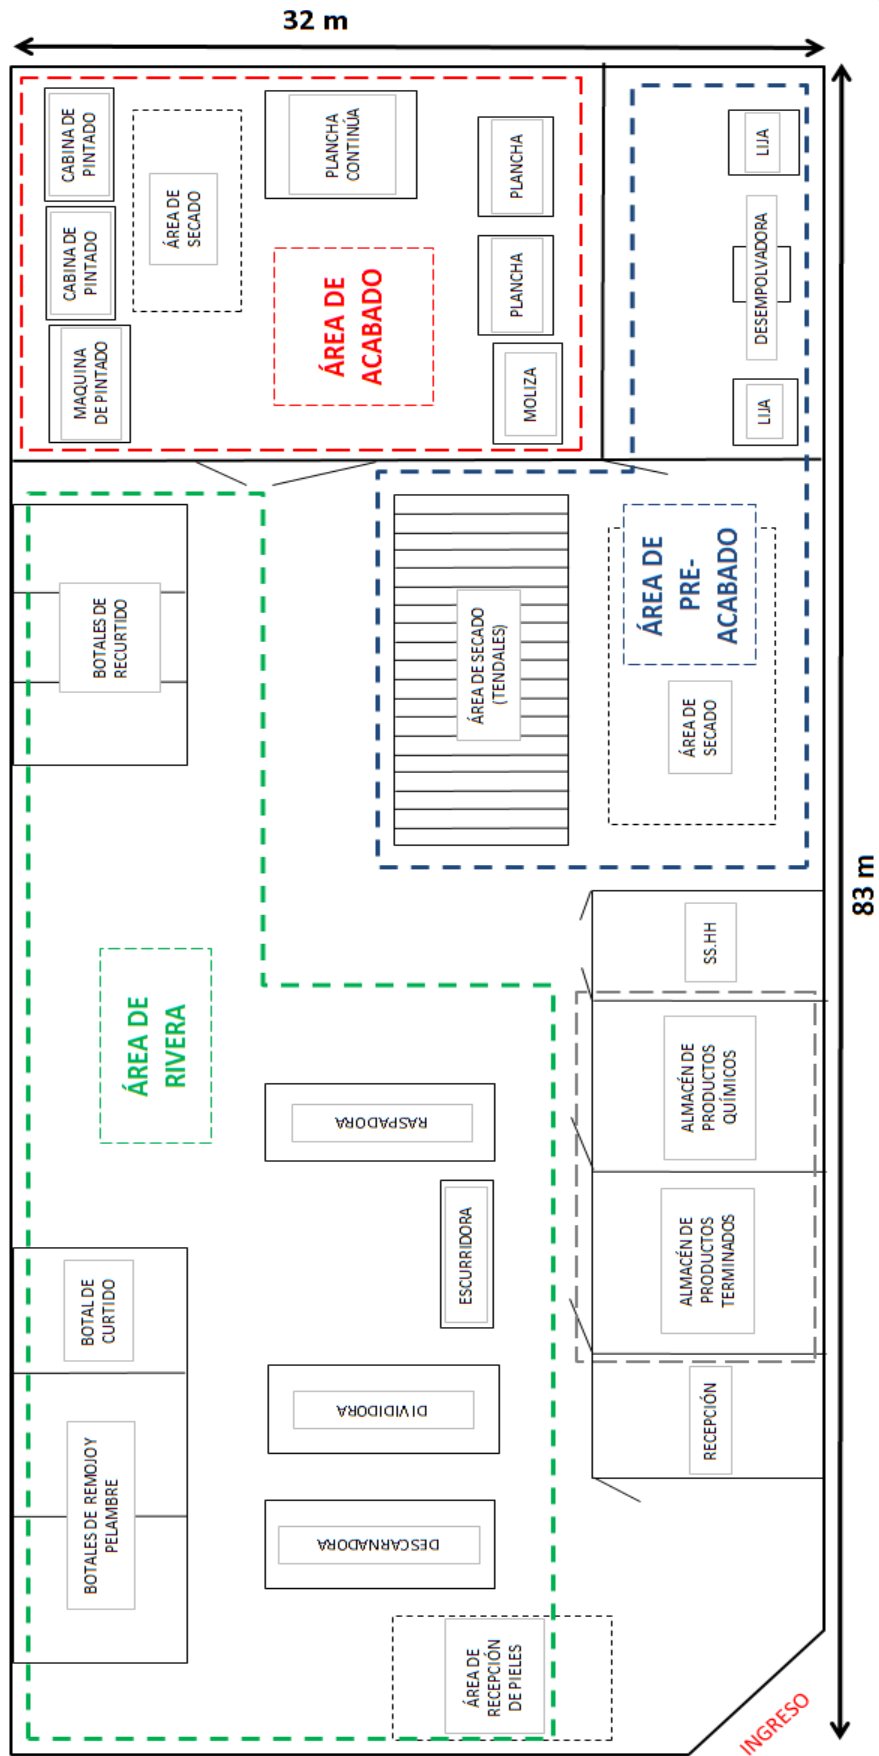 32 m
CABINA DE
PINTADO
CABINA DE
PINTADO
MAQUINA
DE PINTADO
ÁREA DE
SECADO
PLANCHA
CONTINÚA
ÁREA DE
ACABADO
PLANCHA
PLANCHA
MOLIZA
LIJA
DESEMPOLVADORA
LIJA
BOTALES DE
RECURTIDO
ÁREA DE SECADO
(TENDALES)
ÁREA DE
PRE-
ACABADO
ÁREA DE
SECADO
83 m
ÁREA DE
RIVERA
SS.HH
ALMACÉN DE
PRODUCTOS
QUÍMICOS
RASPADORA
ESCURRIDORA
ALMACÉN DE
PRODUCTOS
TERMINADOS
BOTAL DE
CURTIDO
DIVIDIDORA
RECEPCIÓN
BOTALES DE REMOJO Y
PELAMBRE
DESCARNADORA
ÁREA DE
RECEPCIÓN
DE PIELES
INGRESO